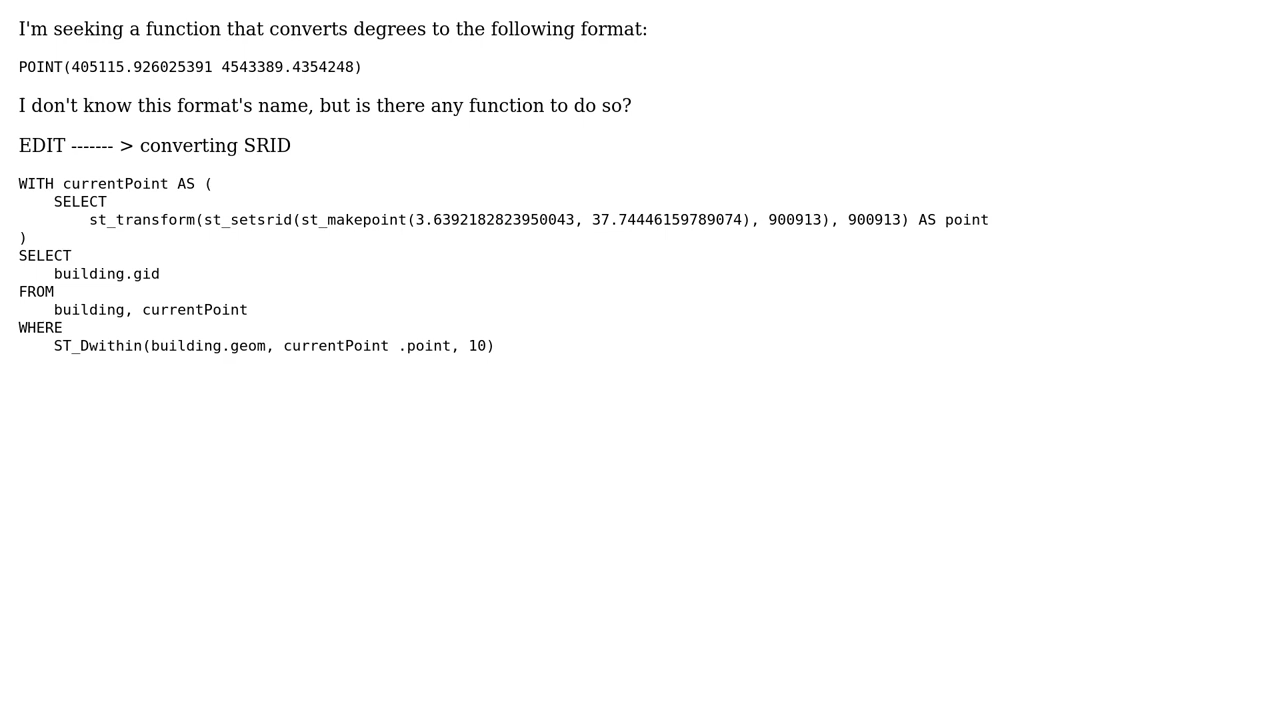 I'm seeking a function that converts degrees to the following format:
POINT(405115.926025391 4543389.4354248)
I don't know this format's name, but is there any function to do so?
EDIT ------- > converting SRID
WITH currentPoint AS (
    SELECT
        st_transform(st_setsrid(st_makepoint(3.6392182823950043, 37.74446159789074), 900913), 900913) AS point
)
SELECT
    building.gid
FROM
    building, currentPoint
WHERE
    ST_Dwithin(building.geom, currentPoint .point, 10)